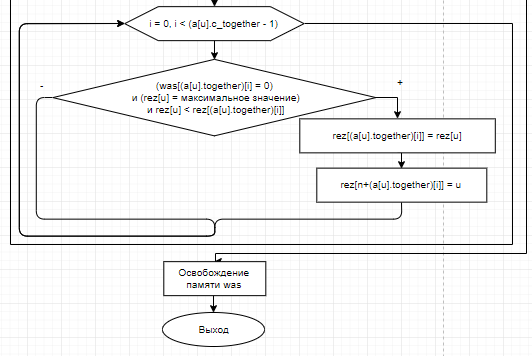 i = 0, i < (a[u].c_together - 1)
-
+
(was[(a[u].together)[i] = 0)
и (rez[u] = максимальное значение)
и rez[u] < rez[(a[u].together)[i]]
rez[(a[u].together)[i]] = rez[u]
rez[n+(a[u].together)[i]] = u
Освобождение
памяти was
Выход